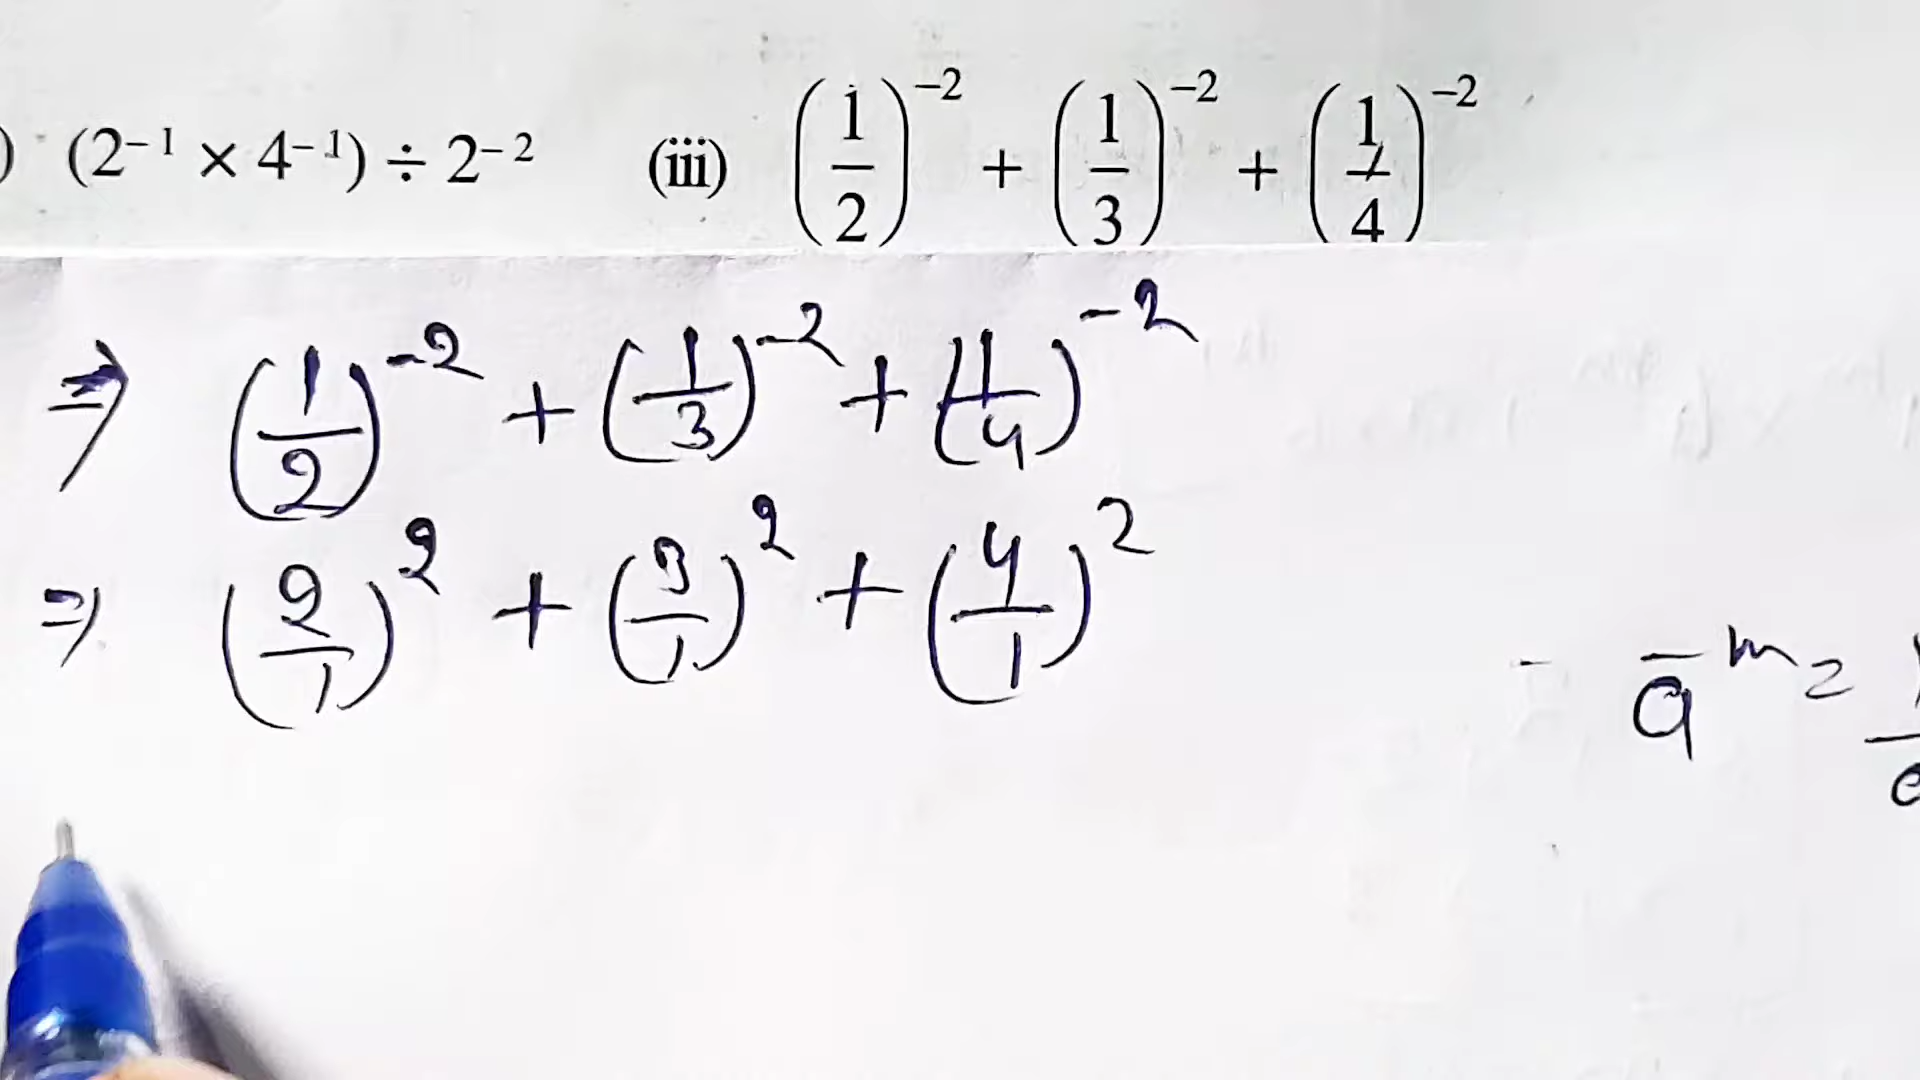 ) (2⁻¹ × 4⁻¹) ÷ 2⁻² (iii) (1/2)⁻² + (1/3)⁻² + (1/4)⁻²
⇒ (1/2)⁻² + (1/3)⁻² + (1/4)⁻²
⇒ (2/1)² + (3/1)² + (4/1)²
a⁻ᵐ =